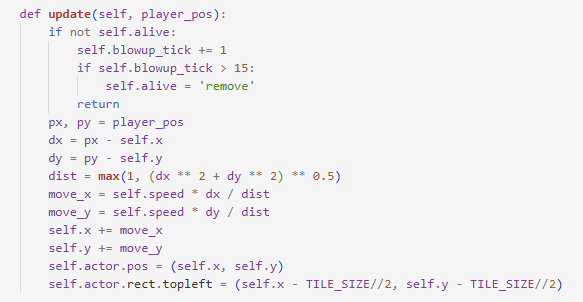 def update(self, player_pos):
    if not self.alive:
        self.blowup_tick += 1
        if self.blowup_tick > 15:
            self.alive = 'remove'
        return
    px, py = player_pos
    dx = px - self.x
    dy = py - self.y
    dist = max(1, (dx ** 2 + dy ** 2) ** 0.5)
    move_x = self.speed * dx / dist
    move_y = self.speed * dy / dist
    self.x += move_x
    self.y += move_y
    self.actor.pos = (self.x, self.y)
    self.actor.rect.topleft = (self.x - TILE_SIZE//2, self.y - TILE_SIZE//2)